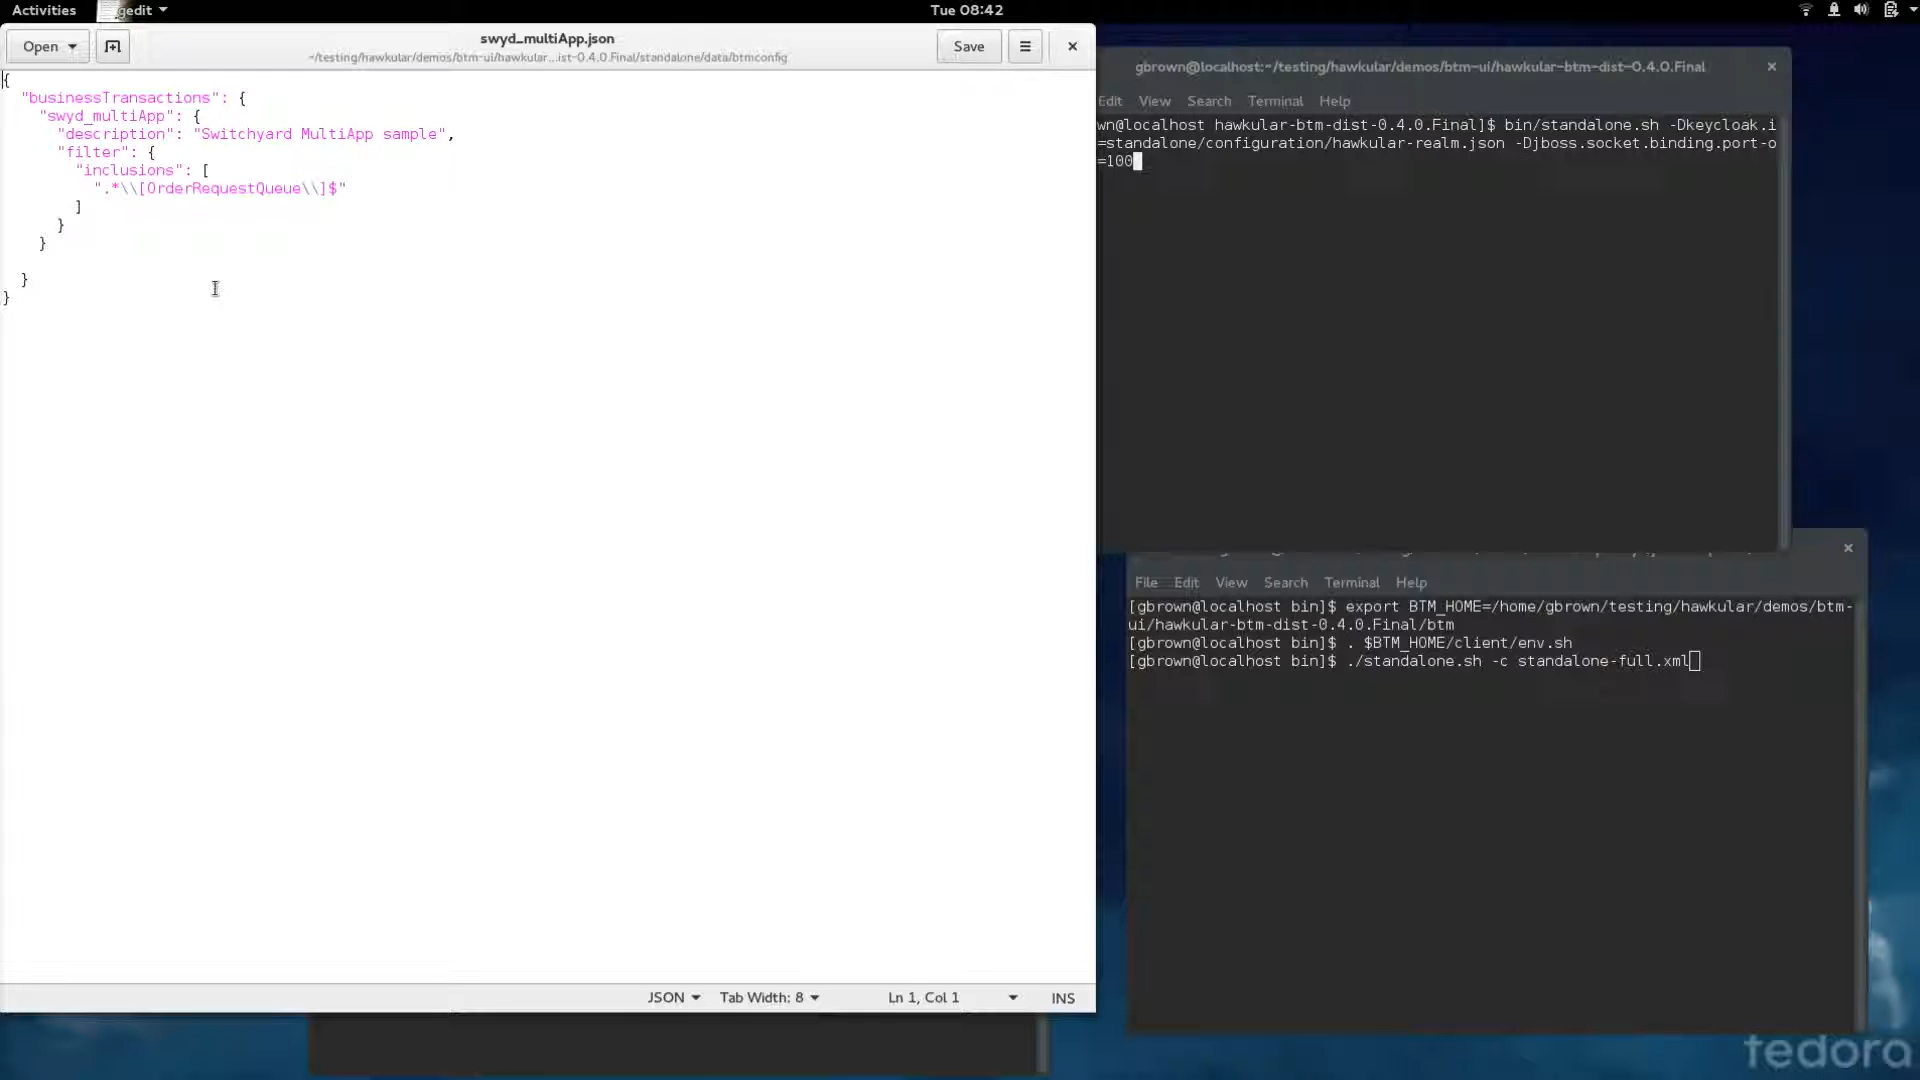 Activities
gedit
Tue 08:42
Open
swyd_multiApp.json
~/testing/hawkular/demos/btm-ui/hawkular...ist-0.4.0.Final/standalone/data/btmconfig
Save
{
"businessTransactions": {
"swyd_multiApp": {
"description": "Switchyard MultiApp sample",
"filter": {
"inclusions": [
".*\\[OrderRequestQueue\\]$"
]
}
}
}
}
JSON
Tab Width: 8
Ln 1, Col 1
INS
gbrown@localhost:~/testing/hawkular/demos/btm-ui/hawkular-btm-dist-0.4.0.Final
Edit View Search Terminal Help
wn@localhost hawkular-btm-dist-0.4.0.Final]$ bin/standalone.sh -Dkeycloak.i
=standalone/configuration/hawkular-realm.json -Djboss.socket.binding.port-o
=100
File Edit View Search Terminal Help
[gbrown@localhost bin]$ export BTM_HOME=/home/gbrown/testing/hawkular/demos/btm-
ui/hawkular-btm-dist-0.4.0.Final/btm
[gbrown@localhost bin]$ . $BTM_HOME/client/env.sh
[gbrown@localhost bin]$ ./standalone.sh -c standalone-full.xml
fedora